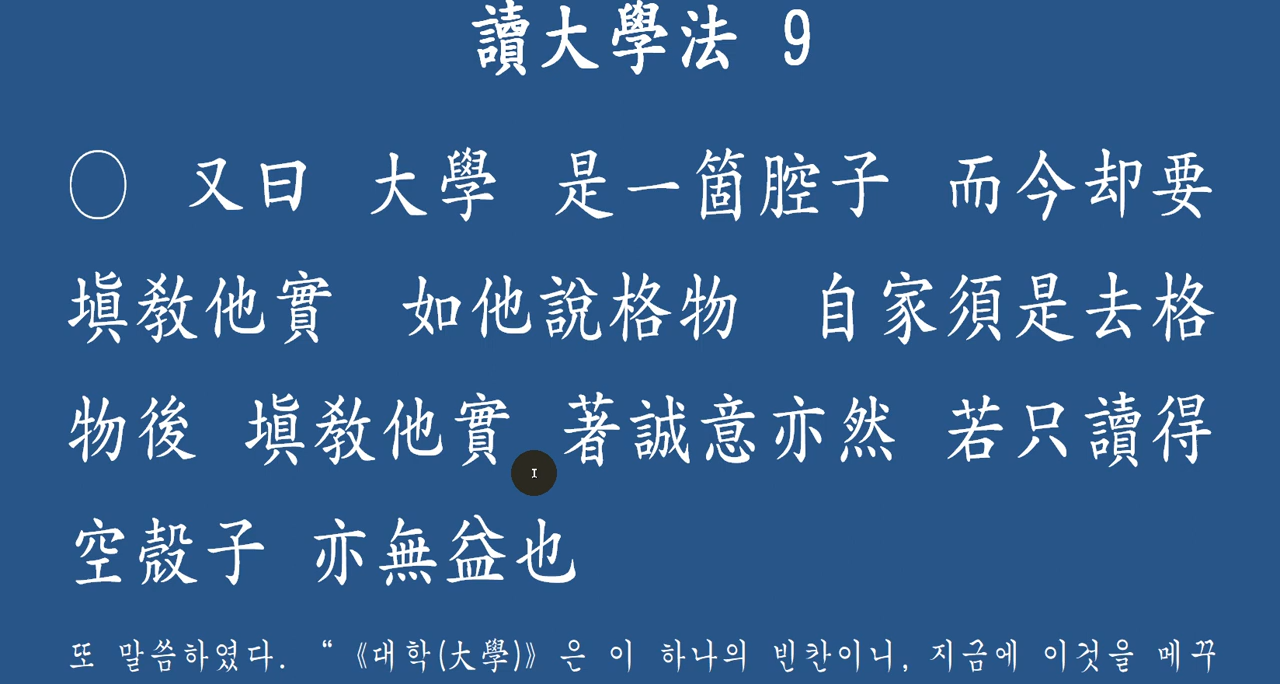 讀大學法 9
○ 又曰 大學 是一箇腔子 而今却要
塡敎他實 如他說格物 自家須是去格
物後 塡敎他實 著誠意亦然 若只讀得
空殼子 亦無益也
또 말씀하였다. “《대학(大學)》은 이 하나의 빈칸이니, 지금에 이것을 메꾸